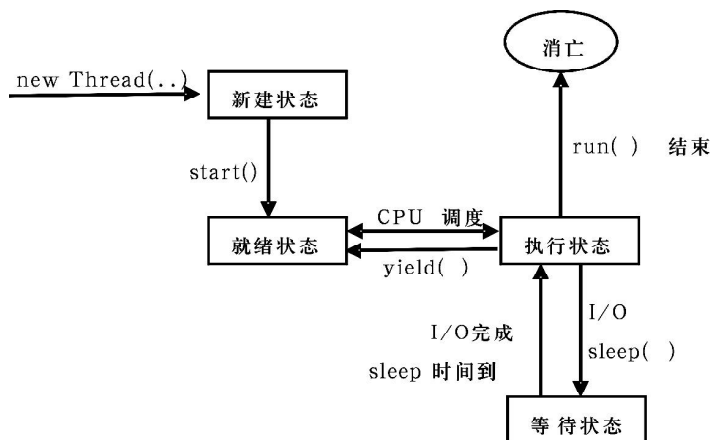 消亡
new Thread(..)
新建状态
run( ) 结束
start()
CPU 调度
就绪状态
执行状态
yield( )
I/O
I/O完成
sleep( )
sleep 时间到
等待状态